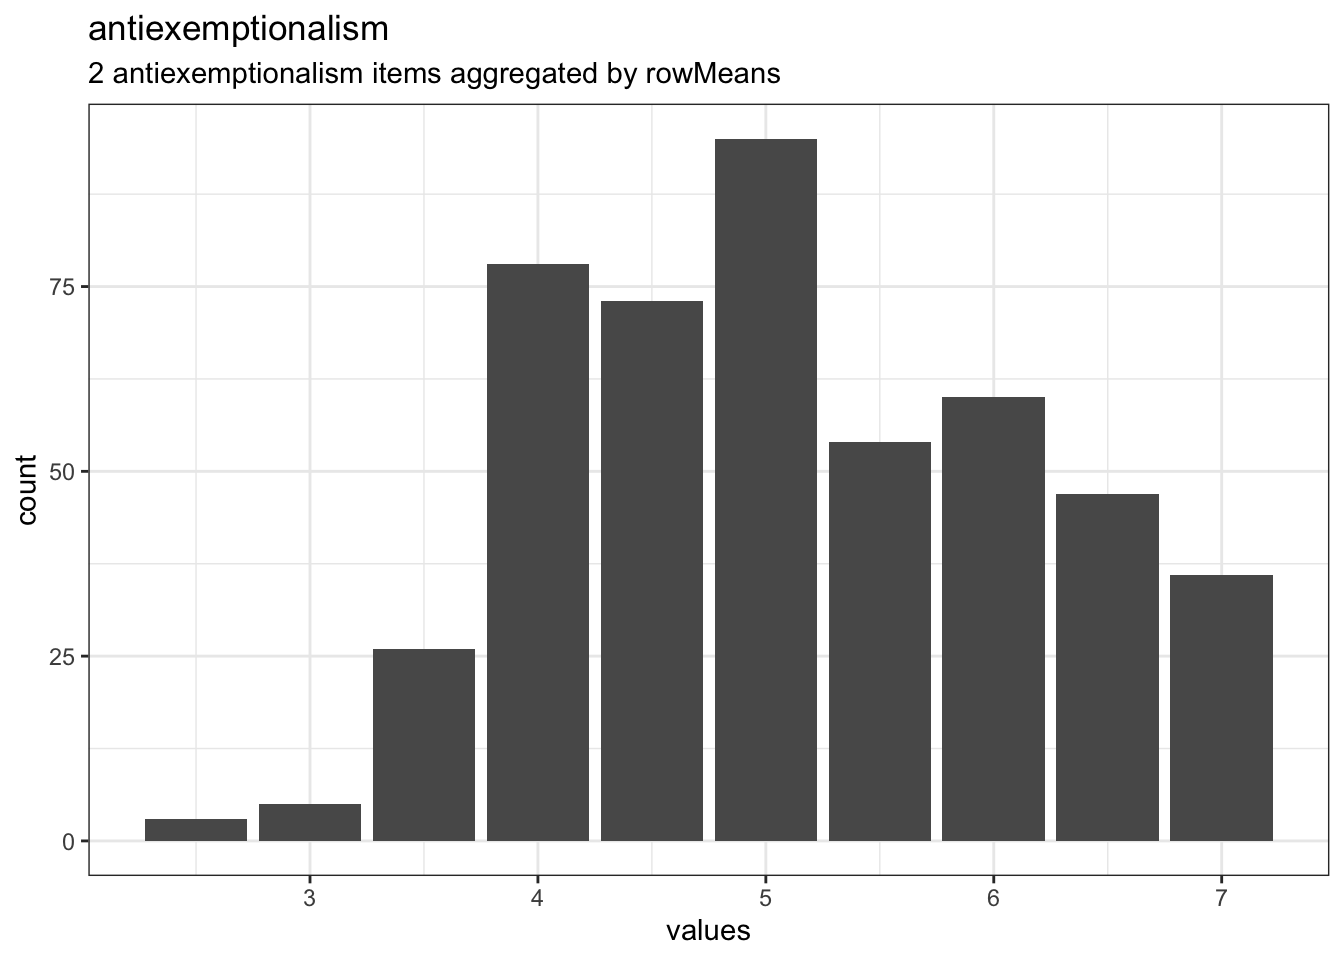 antiexemptionalism
2 antiexemptionalism items aggregated by rowMeans
count
75
50
25
0
3 4 5 6 7
values